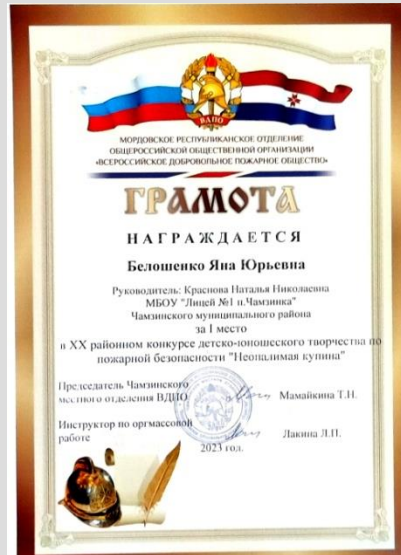 ВДПО
МОРДОВСКОЕ РЕСПУБЛИКАНСКОЕ ОТДЕЛЕНИЕ
ОБЩЕРОССИЙСКОЙ ОБЩЕСТВЕННОЙ ОРГАНИЗАЦИИ
«ВСЕРОССИЙСКОЕ ДОБРОВОЛЬНОЕ ПОЖАРНОЕ ОБЩЕСТВО»
ГРАМОТА
НАГРАЖДАЕТСЯ
Белошенко Яна Юрьевна
Руководитель: Краснова Наталья Николаевна
МБОУ "Лицей №1 п.Чамзинка"
Чамзинского муниципального района
за I место
в XX районном конкурсе детско-юношеского творчества по
пожарной безопасности "Неопалимая купина"
Председатель Чамзинского
местного отделения ВДПО
Мамайкина Т.Н.
Инструктор по оргмассовой
работе
Лакина Л.П.
2023 год.